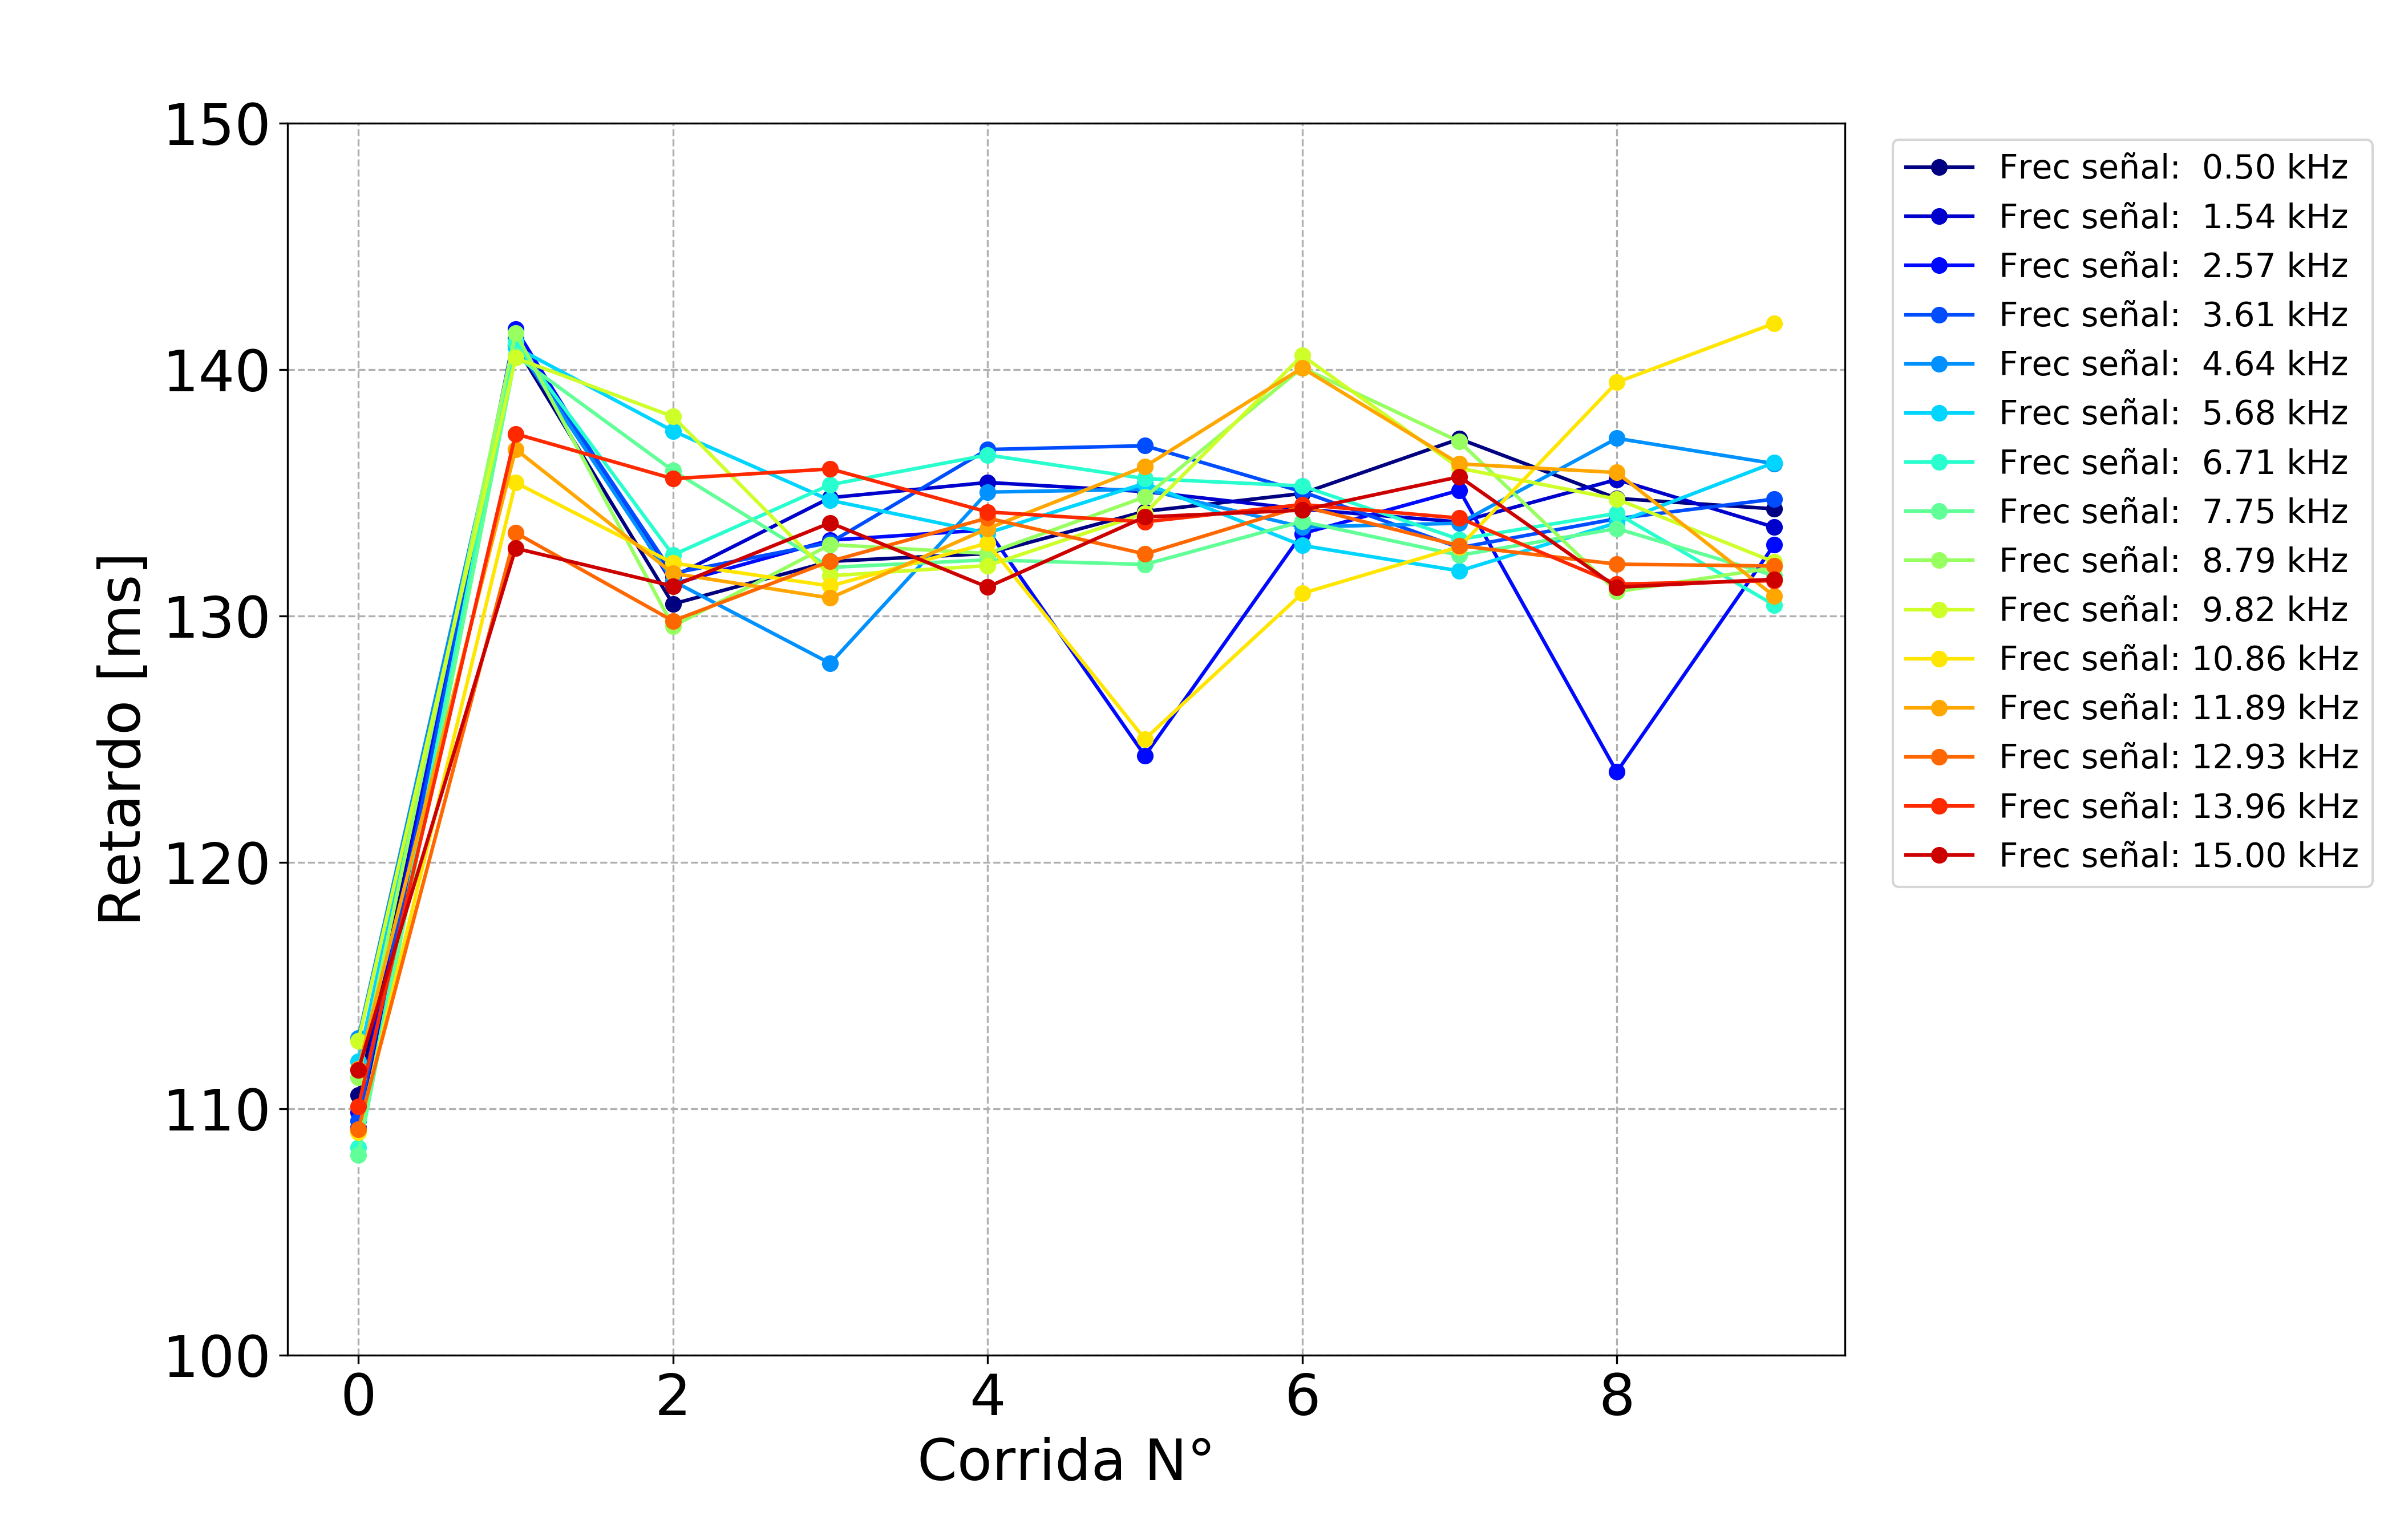 150
140
130
120
110
100
Retardo [ms]
0 2 4 6 8
Corrida N°
Frec señal: 0.50 kHz
Frec señal: 1.54 kHz
Frec señal: 2.57 kHz
Frec señal: 3.61 kHz
Frec señal: 4.64 kHz
Frec señal: 5.68 kHz
Frec señal: 6.71 kHz
Frec señal: 7.75 kHz
Frec señal: 8.79 kHz
Frec señal: 9.82 kHz
Frec señal: 10.86 kHz
Frec señal: 11.89 kHz
Frec señal: 12.93 kHz
Frec señal: 13.96 kHz
Frec señal: 15.00 kHz